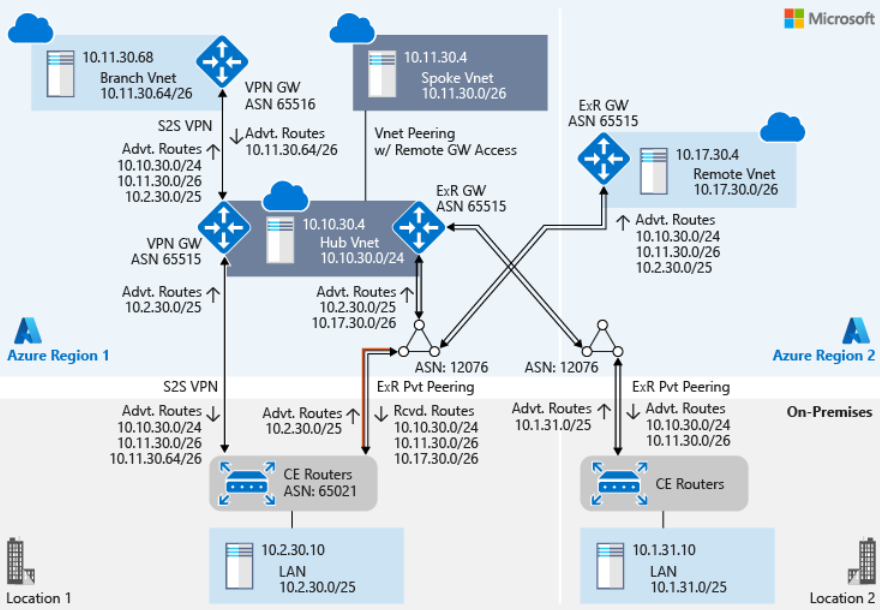 Microsoft
10.11.30.68
Branch Vnet
10.11.30.64/26
VPN GW
ASN 65516
10.11.30.4
Spoke Vnet
10.11.30.0/26
ExR GW
ASN 65515
10.17.30.4
Remote Vnet
10.17.30.0/26
S2S VPN
Advt. Routes
10.10.30.0/24
11.11.30.0/26
10.2.30.0/25
Advt. Routes
10.11.30.64/26
Vnet Peering
w/ Remote GW Access
ExR GW
ASN 65515
VPN GW
ASN 65515
10.10.30.4
Hub Vnet
10.10.30.0/24
Advt. Routes
10.10.30.0/24
10.11.30.0/26
10.2.30.0/25
Advt. Routes
10.2.30.0/25
Advt. Routes
10.2.30.0/25
10.17.30.0/26
Azure Region 1
ASN: 12076
ASN: 12076
Azure Region 2
S2S VPN
ExR Pvt Peering
ExR Pvt Peering
Advt. Routes
10.10.30.0/24
10.11.30.0/26
10.11.30.64/26
Advt. Routes
10.2.30.0/25
Rcvd. Routes
10.10.30.0/24
10.11.30.0/26
10.17.30.0/26
Advt. Routes
10.1.31.0/25
Advt. Routes
10.10.30.0/24
10.11.30.0/26
On-Premises
CE Routers
ASN: 65021
CE Routers
10.2.30.10
LAN
10.2.30.0/25
10.1.31.10
LAN
10.1.31.0/25
Location 1
Location 2